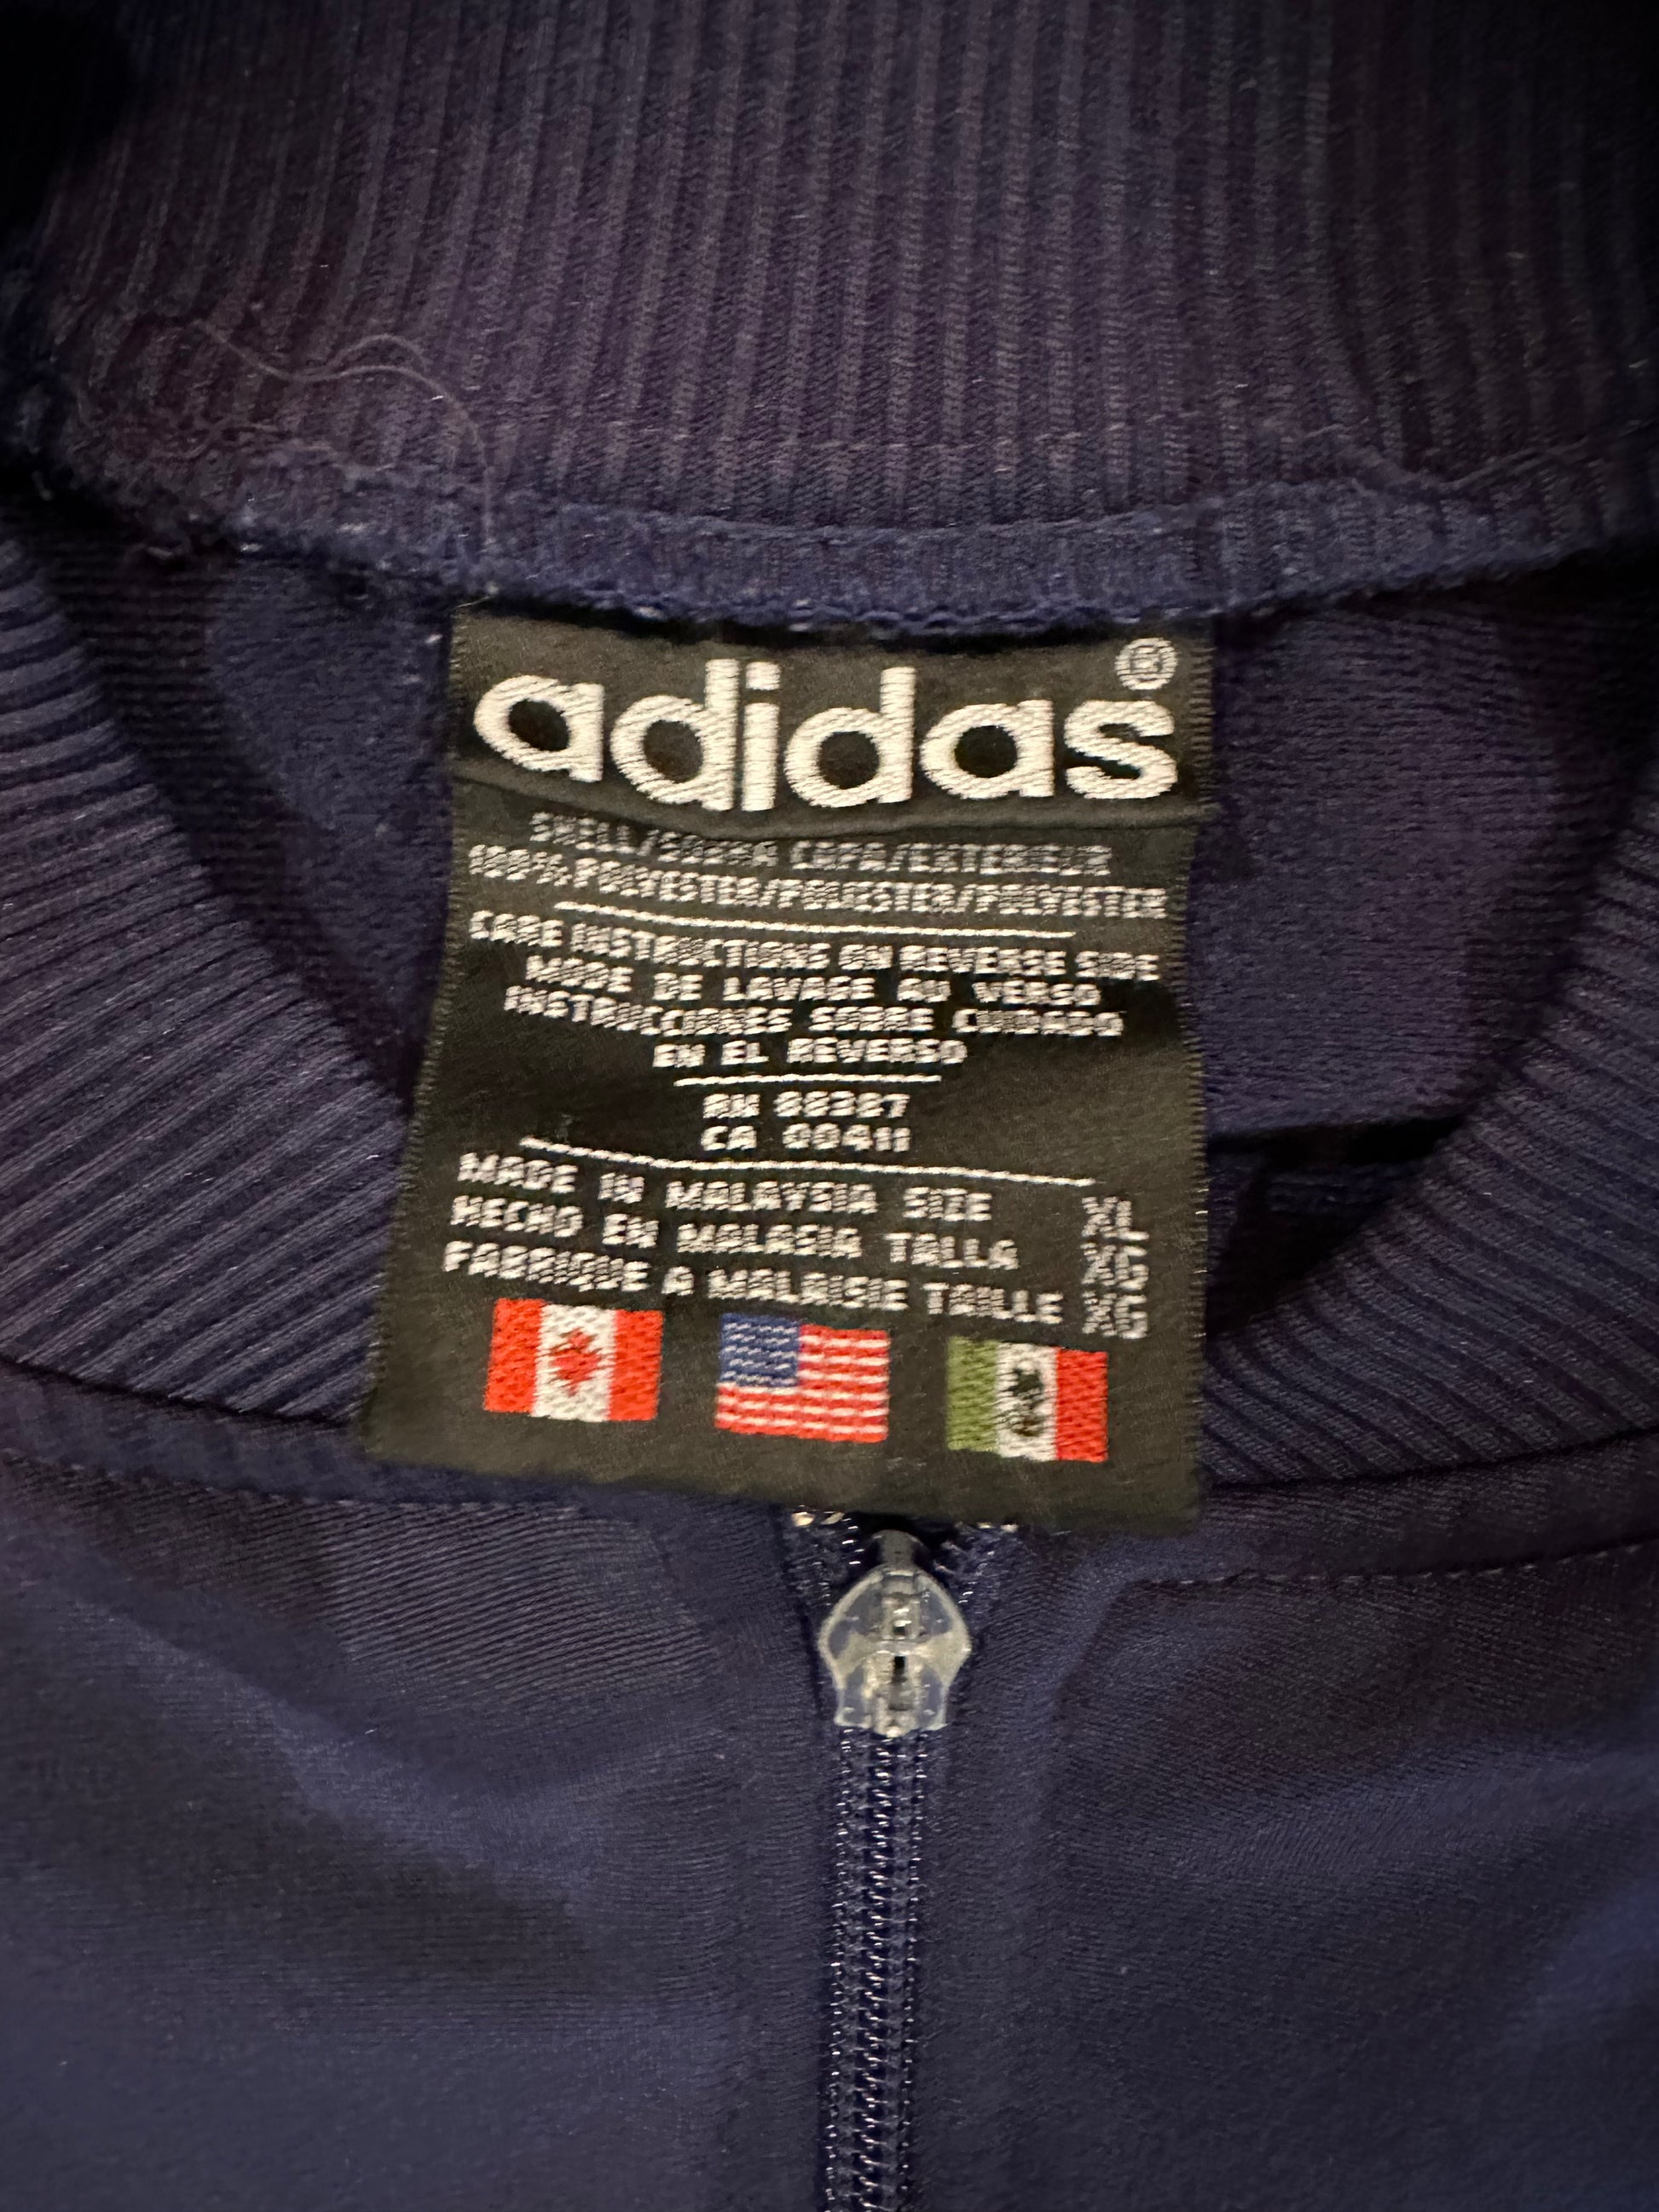 adidas®
SHELL/SOBRA CAPA/EXTERIEUR
100% POLYESTER/POLIESTER/POLYESTER
CARE INSTRUCTIONS ON REVERSE SIDE
MODE DE LAVAGE AU VERSO
INSTRUCCIONES SOBRE CUIDADO
EN EL REVERSO
RN 88387
CA 00411
MADE IN MALAYSIA SIZE XL
HECHO EN MALASIA TALLA XG
FABRIQUE A MALAISIE TAILLE XG